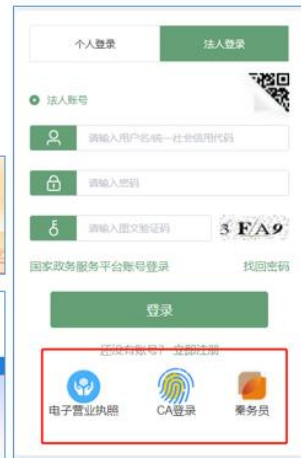 个人登录 法人登录
法人账号
请输入用户名/统一社会信用代码
请输入密码
请输入图文验证码 3 F A 9
国家政务服务平台账号登录 找回密码
登录
还没有账号? 立即注册
电子营业执照 CA登录 秦务员